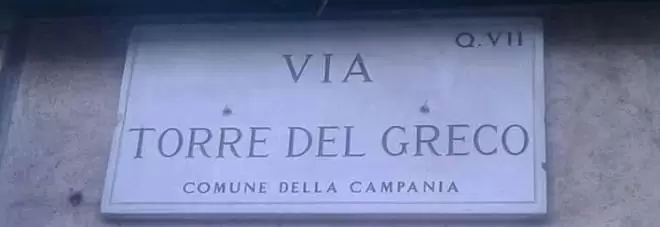 Q.VII
VIA
TORRE DEL GRECO
COMUNE DELLA CAMPANIA